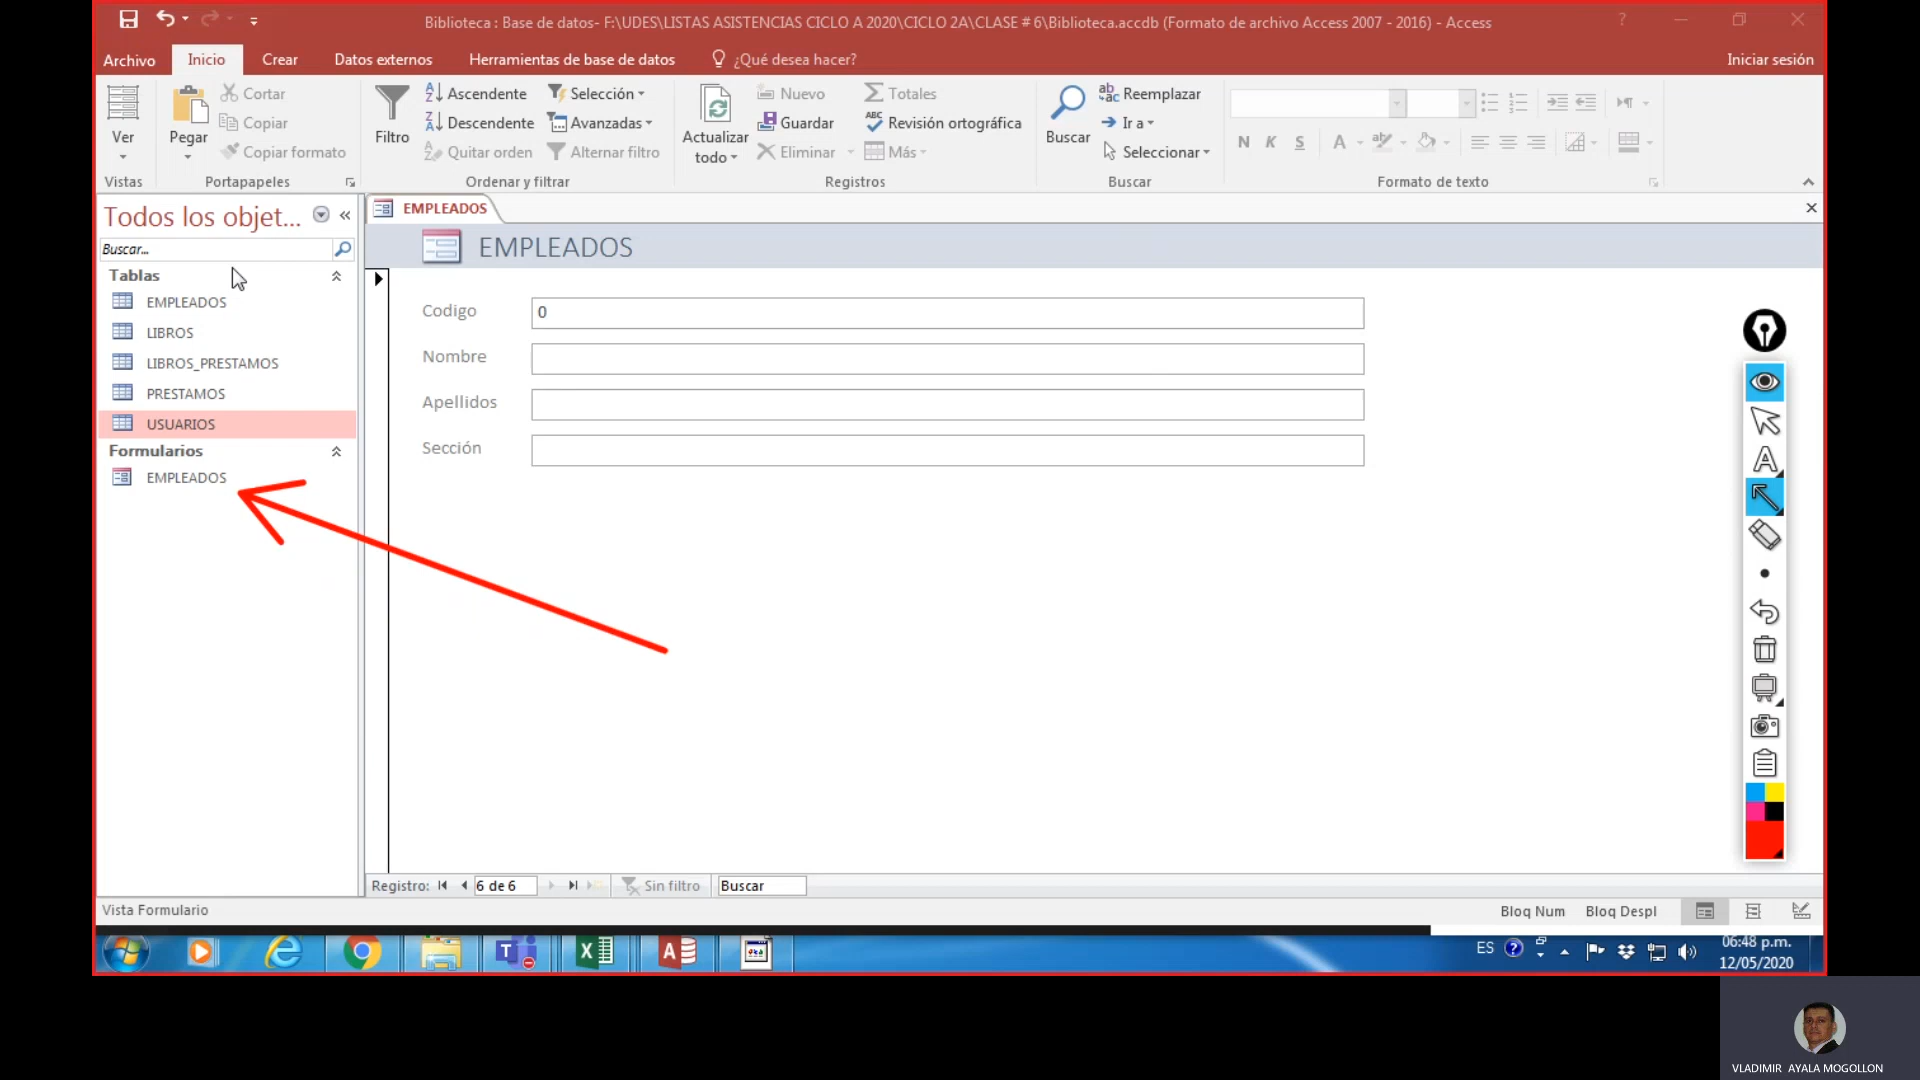 Biblioteca : Base de datos- F:\UDES\LISTAS ASISTENCIAS CICLO A 2020\CICLO 2A\CLASE # 6\Biblioteca.accdb (Formato de archivo Access 2007 - 2016) - Access
?
Archivo Inicio Crear Datos externos Herramientas de base de datos ¿Qué desea hacer? Iniciar sesión
Cortar Ascendente Selección Nuevo Totales Reemplazar
Copiar Descendente Avanzadas Guardar Revisión ortográfica Ir a
Ver Pegar Filtro Actualizar Buscar N K S A
Copiar formato Quitar orden Alternar filtro todo Eliminar Más Seleccionar
Vistas Portapapeles Ordenar y filtrar Registros Buscar Formato de texto
Todos los objet... «
Buscar...
EMPLEADOS
EMPLEADOS
Tablas
EMPLEADOS
LIBROS
LIBROS_PRESTAMOS
PRESTAMOS
USUARIOS
Formularios
EMPLEADOS
Codigo 0
Nombre
Apellidos
Sección
A
Registro: 6 de 6 Sin filtro Buscar
Vista Formulario Bloq Num Bloq Despl
ES ? 06:48 p.m.
12/05/2020
VLADIMIR AYALA MOGOLLON